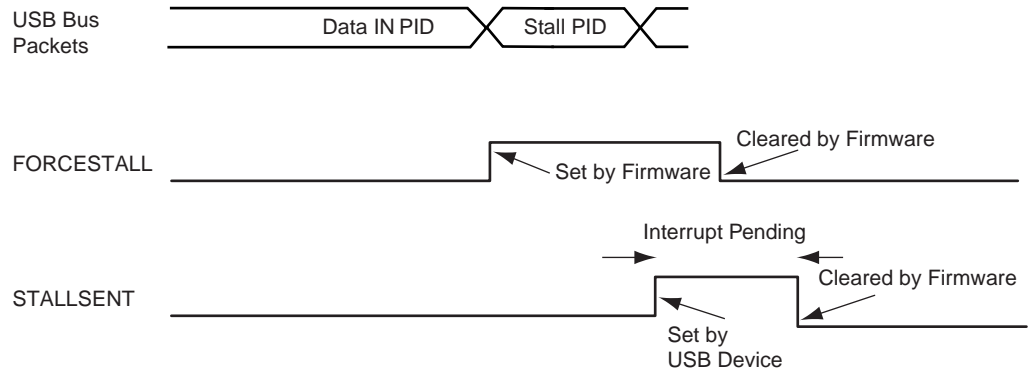 USB Bus
Packets
Data IN PID
Stall PID
FORCESTALL
Set by Firmware
Cleared by Firmware
Interrupt Pending
STALLSENT
Set by
USB Device
Cleared by Firmware